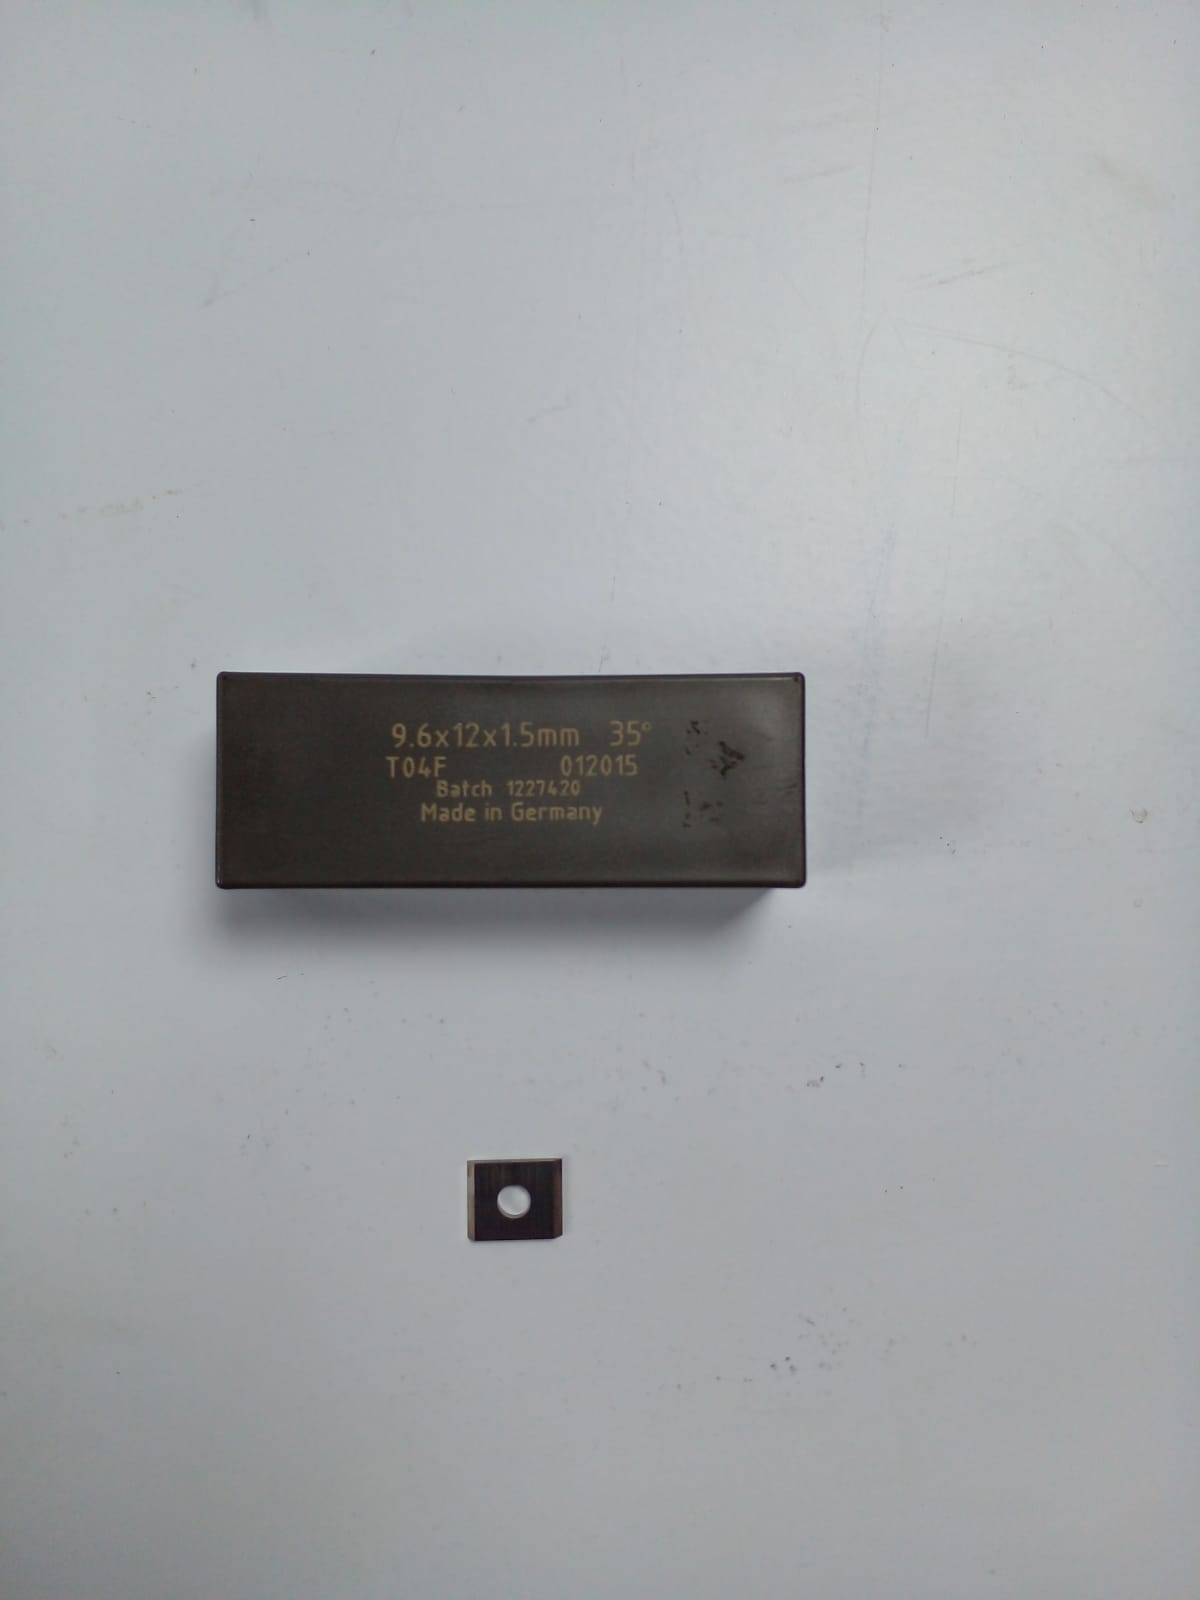 9.6x12x1.5mm 35°
T04F 012015
Batch 1227420
Made in Germany